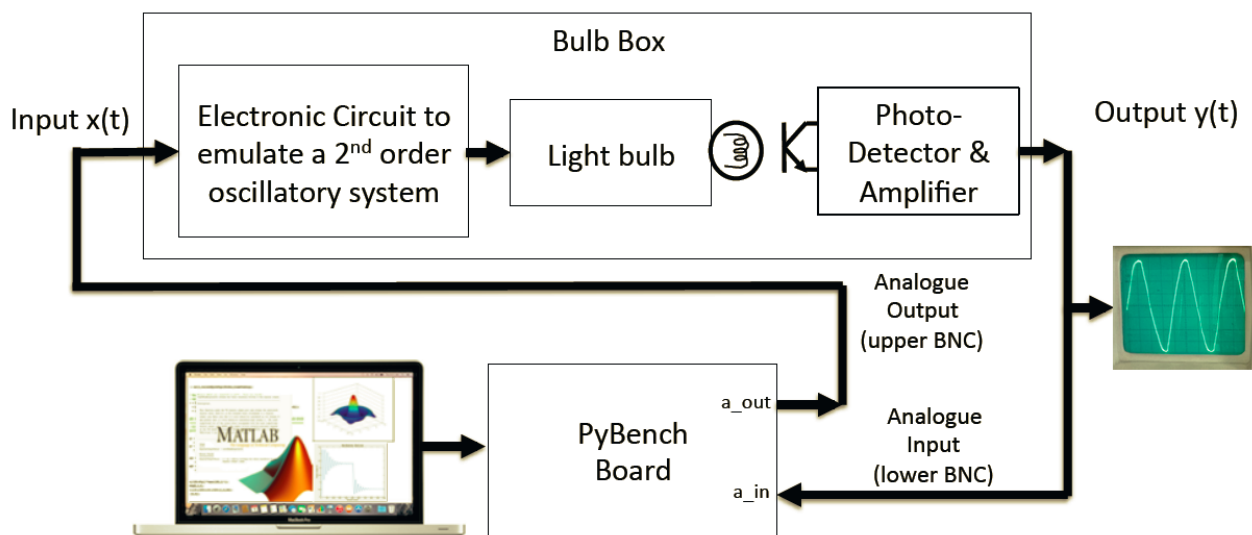 Bulb Box
Input x(t)
Electronic Circuit to
emulate a 2nd order
oscillatory system
Light bulb
Photo-
Detector &
Amplifier
Output y(t)
Analogue
Output
(upper BNC)
MATLAB
PyBench
Board
a_out
a_in
Analogue
Input
(lower BNC)